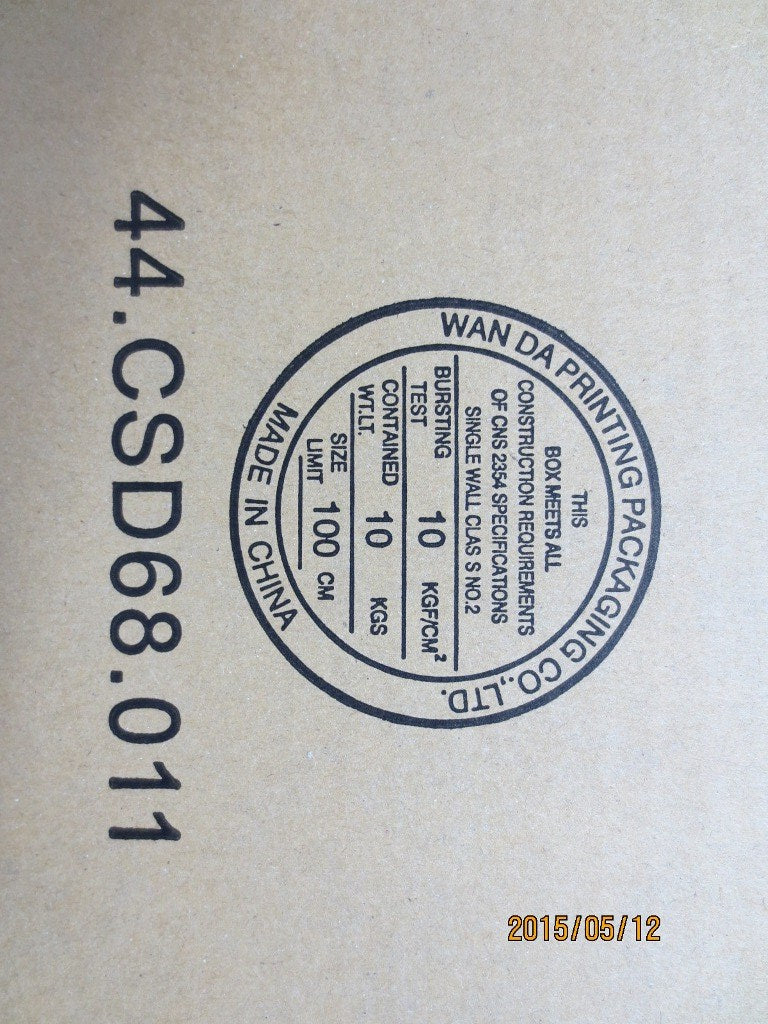 WAN DA PRINTING PACKAGING CO.,LTD.
THIS
BOX MEETS ALL
CONSTRUCTION REQUIREMENTS
OF CNS 2354 SPECIFICATIONS
SINGLE WALL CLAS S NO.2
BURSTING
TEST 10 KGF/CM²
CONTAINED
WT.LT. 10 KGS
SIZE
LIMIT 100 CM
MADE IN CHINA
44.CSD68.011
2015/05/12